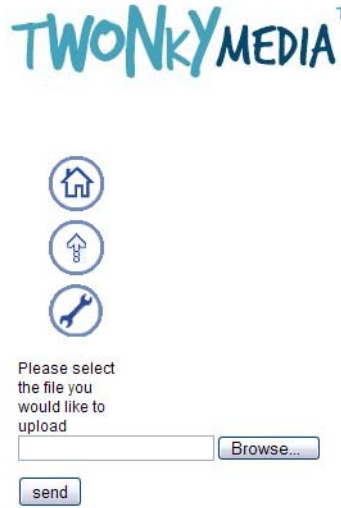 TWONKYMEDIA
Please select
the file you
would like to
upload
Browse...
send